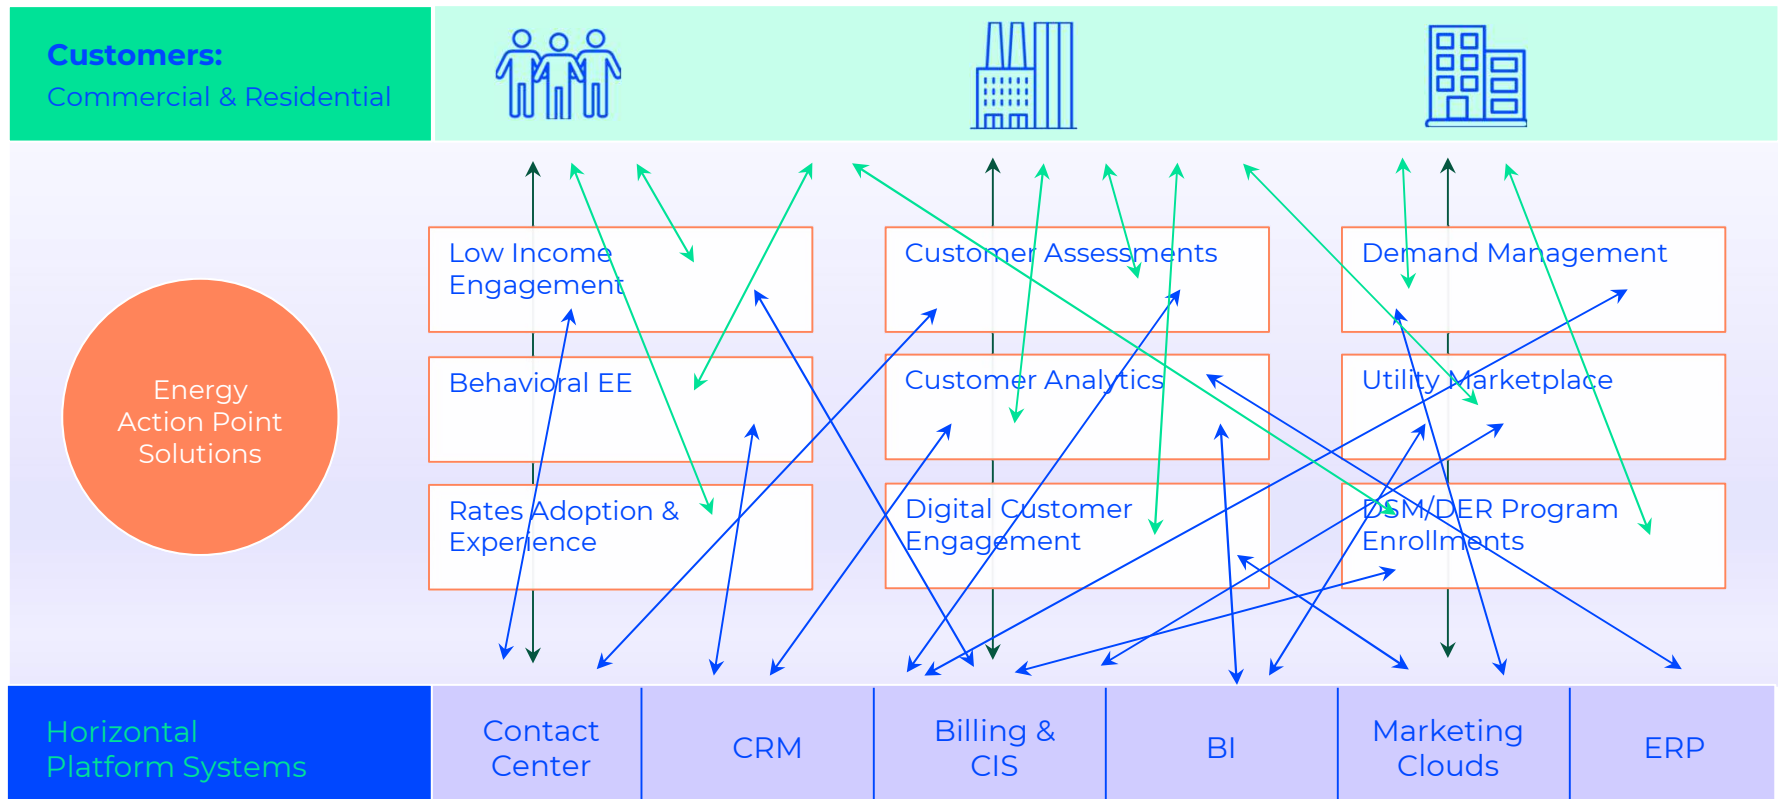 Customers:
Commercial & Residential
Energy
Action Point
Solutions
Low Income
Engagement
Behavioral EE
Rates Adoption &
Experience
Customer Assessments
Customer Analytics
Digital Customer
Engagement
Demand Management
Utility Marketplace
DSM/DER Program
Enrollments
Horizontal
Platform Systems
Contact
Center
CRM
Billing &
CIS
BI
Marketing
Clouds
ERP